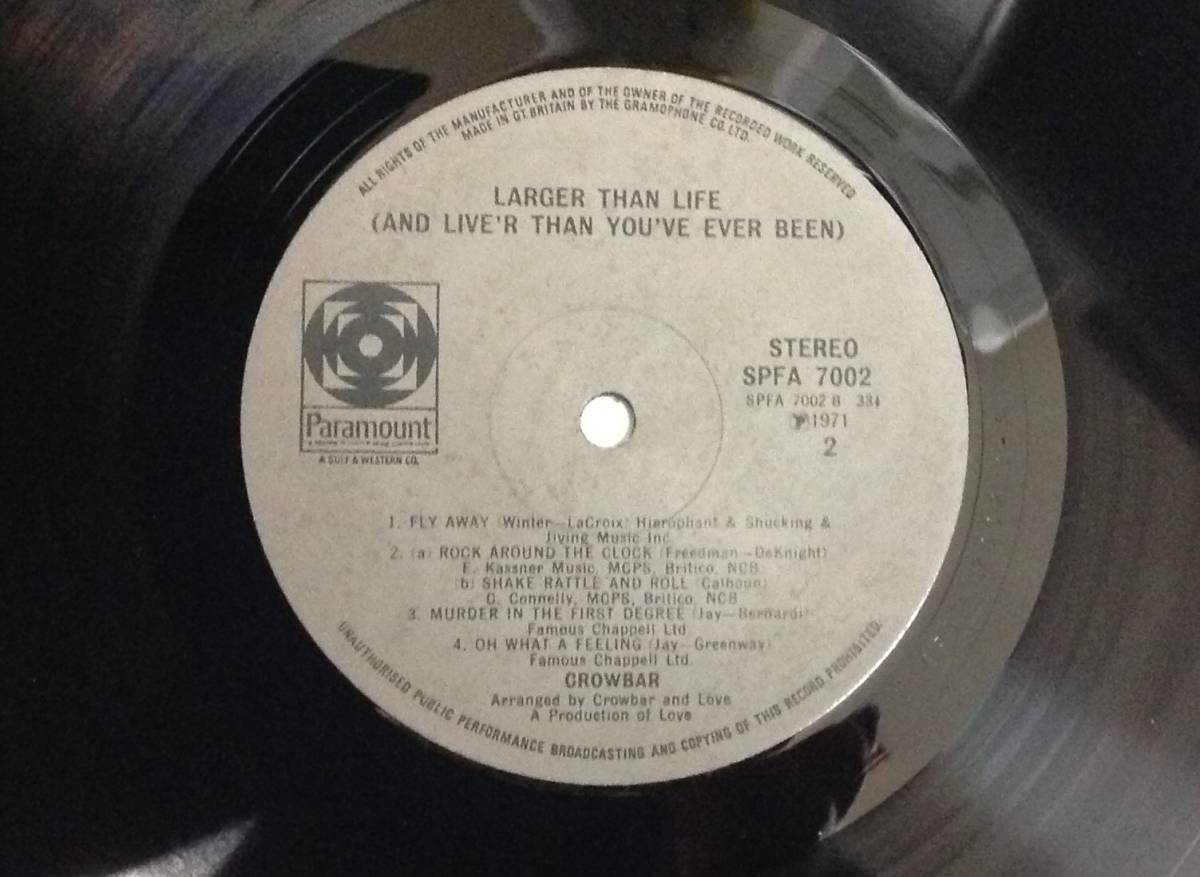 ALL RIGHTS OF THE MANUFACTURER AND OF THE OWNER OF THE RECORDED WORK RESERVED
MADE IN GT. BRITAIN BY THE GRAMOPHONE CO. LTD.
LARGER THAN LIFE
(AND LIVE'R THAN YOU'VE EVER BEEN)
Paramount
A GULF & WESTERN CO.
STEREO
SPFA 7002
SPFA 7002 B 33⅓
Ⓟ1971
2
1. FLY AWAY (Winter—LaCroix) Hierophant & Shucking &
Jiving Music Inc.
2. (a) ROCK AROUND THE CLOCK (Freedman—DeKnight)
E. Kassner Music, MCPS, Britico, NCB
(b) SHAKE RATTLE AND ROLL (Calhoun)
C. Connelly, MCPS, Britico, NCB
3. MURDER IN THE FIRST DEGREE (Jay—Bernardi)
Famous Chappell Ltd.
4. OH WHAT A FEELING (Jay—Greenway)
Famous Chappell Ltd.
CROWBAR
Arranged by Crowbar and Love
A Production of Love
UNAUTHORISED PUBLIC PERFORMANCE BROADCASTING AND COPYING OF THIS RECORD PROHIBITED.